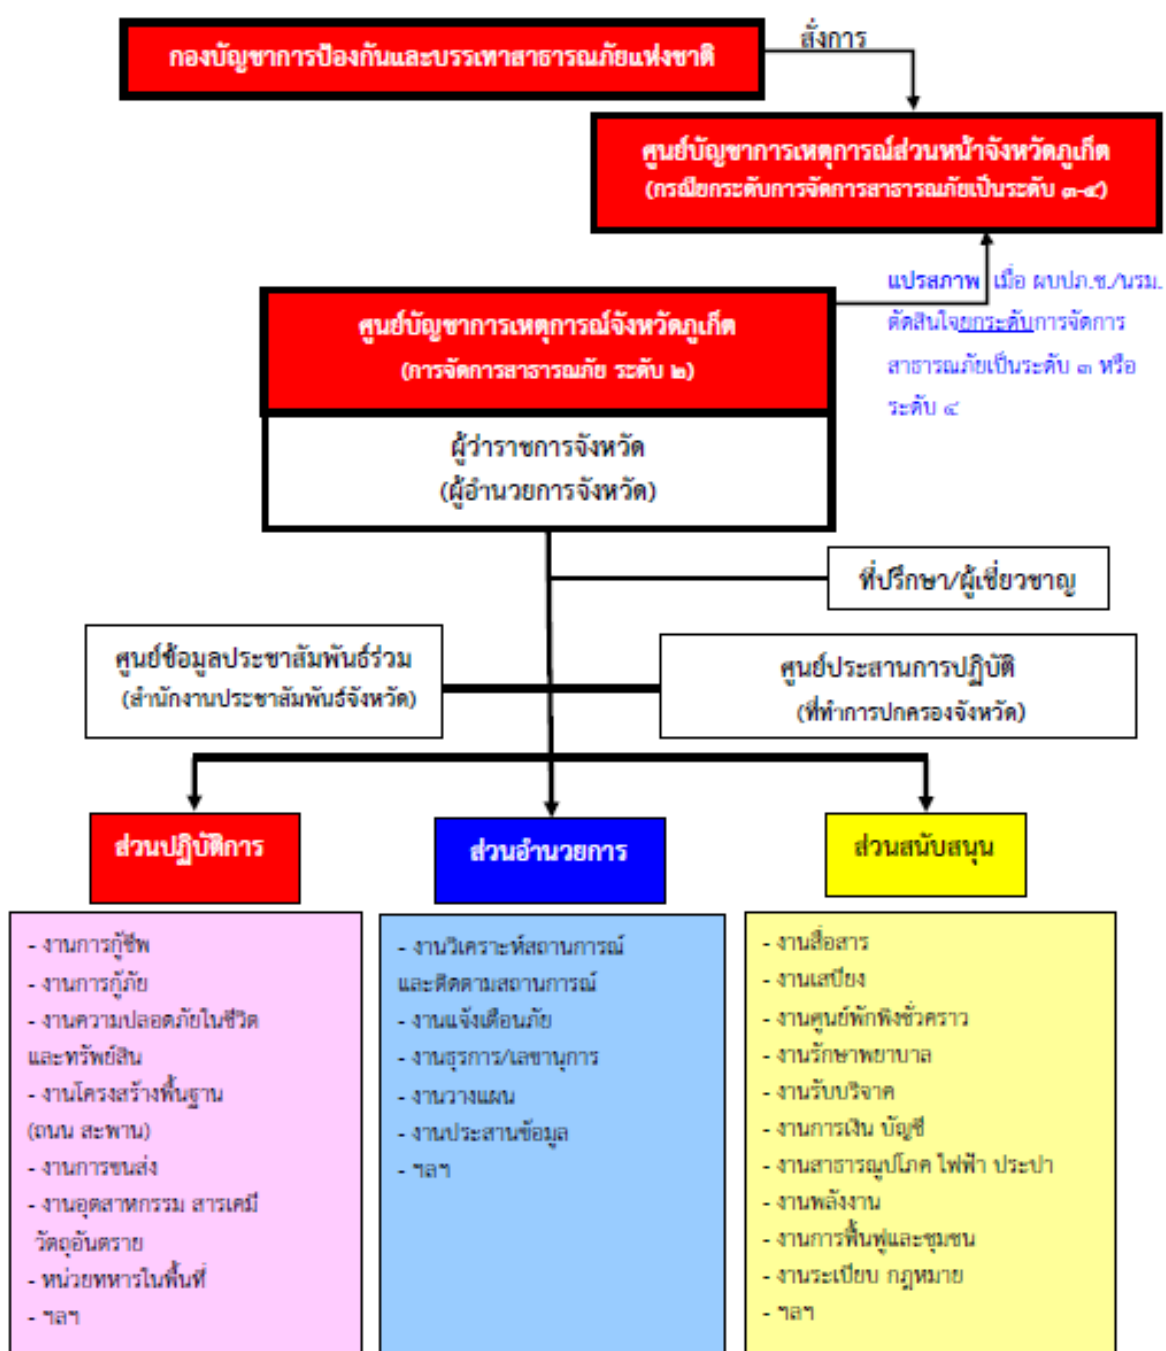 กองบัญชาการป้องกันและบรรเทาสาธารณภัยแห่งชาติ
สั่งการ
ศูนย์บัญชาการเหตุการณ์ส่วนหน้าจังหวัดภูเก็ต
(กรณียกระดับการจัดการสาธารณภัยเป็นระดับ ๓-๔)
แปรสภาพ เมื่อ ผบปภ.ช./นรม.
ตัดสินใจยกระดับการจัดการ
สาธารณภัยเป็นระดับ ๓ หรือ
ระดับ ๔
ศูนย์บัญชาการเหตุการณ์จังหวัดภูเก็ต
(การจัดการสาธารณภัย ระดับ ๒)
ผู้ว่าราชการจังหวัด
(ผู้อำนวยการจังหวัด)
ที่ปรึกษา/ผู้เชี่ยวชาญ
ศูนย์ข้อมูลประชาสัมพันธ์ร่วม
(สำนักงานประชาสัมพันธ์จังหวัด)
ศูนย์ประสานการปฏิบัติ
(ที่ทำการปกครองจังหวัด)
ส่วนปฏิบัติการ
- งานการกู้ชีพ
- งานการกู้ภัย
- งานความปลอดภัยในชีวิต
และทรัพย์สิน
- งานโครงสร้างพื้นฐาน
(ถนน สะพาน)
- งานการขนส่ง
- งานอุตสาหกรรม สารเคมี
วัตถุอันตราย
- หน่วยทหารในพื้นที่
- ฯลฯ
ส่วนอำนวยการ
- งานวิเคราะห์สถานการณ์
และติดตามสถานการณ์
- งานแจ้งเตือนภัย
- งานธุรการ/เลขานุการ
- งานวางแผน
- งานประสานข้อมูล
- ฯลฯ
ส่วนสนับสนุน
- งานสื่อสาร
- งานเสบียง
- งานศูนย์พักพิงชั่วคราว
- งานรักษาพยาบาล
- งานรับบริจาค
- งานการเงิน บัญชี
- งานสาธารณูปโภค ไฟฟ้า ประปา
- งานพลังงาน
- งานการฟื้นฟูและชุมชน
- งานระเบียบ กฎหมาย
- ฯลฯ